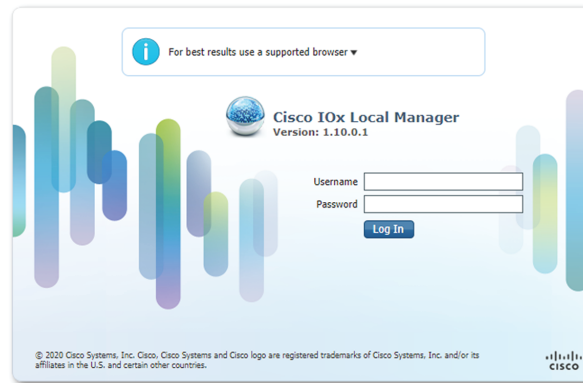 For best results use a supported browser ▾
Cisco IOx Local Manager
Version: 1.10.0.1
Username
Password
Log In
© 2020 Cisco Systems, Inc. Cisco, Cisco Systems and Cisco logo are registered trademarks of Cisco Systems, Inc. and/or its
affiliates in the U.S. and certain other countries.
CISCO